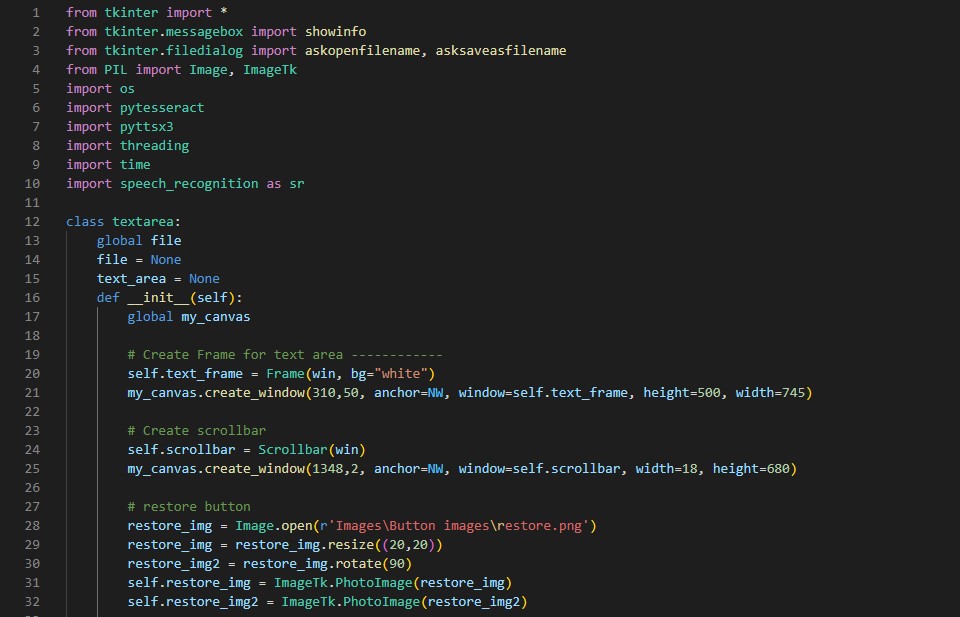 1 from tkinter import *
2 from tkinter.messagebox import showinfo
3 from tkinter.filedialog import askopenfilename, asksaveasfilename
4 from PIL import Image, ImageTk
5 import os
6 import pytesseract
7 import pyttsx3
8 import threading
9 import time
10 import speech_recognition as sr
11
12 class textarea:
13     global file
14     file = None
15     text_area = None
16     def __init__(self):
17         global my_canvas
18
19         # Create Frame for text area ------------
20         self.text_frame = Frame(win, bg="white")
21         my_canvas.create_window(310,50, anchor=NW, window=self.text_frame, height=500, width=745)
22
23         # Create scrollbar
24         self.scrollbar = Scrollbar(win)
25         my_canvas.create_window(1348,2, anchor=NW, window=self.scrollbar, width=18, height=680)
26
27         # restore button
28         restore_img = Image.open(r'Images\Button images\restore.png')
29         restore_img = restore_img.resize((20,20))
30         restore_img2 = restore_img.rotate(90)
31         self.restore_img = ImageTk.PhotoImage(restore_img)
32         self.restore_img2 = ImageTk.PhotoImage(restore_img2)